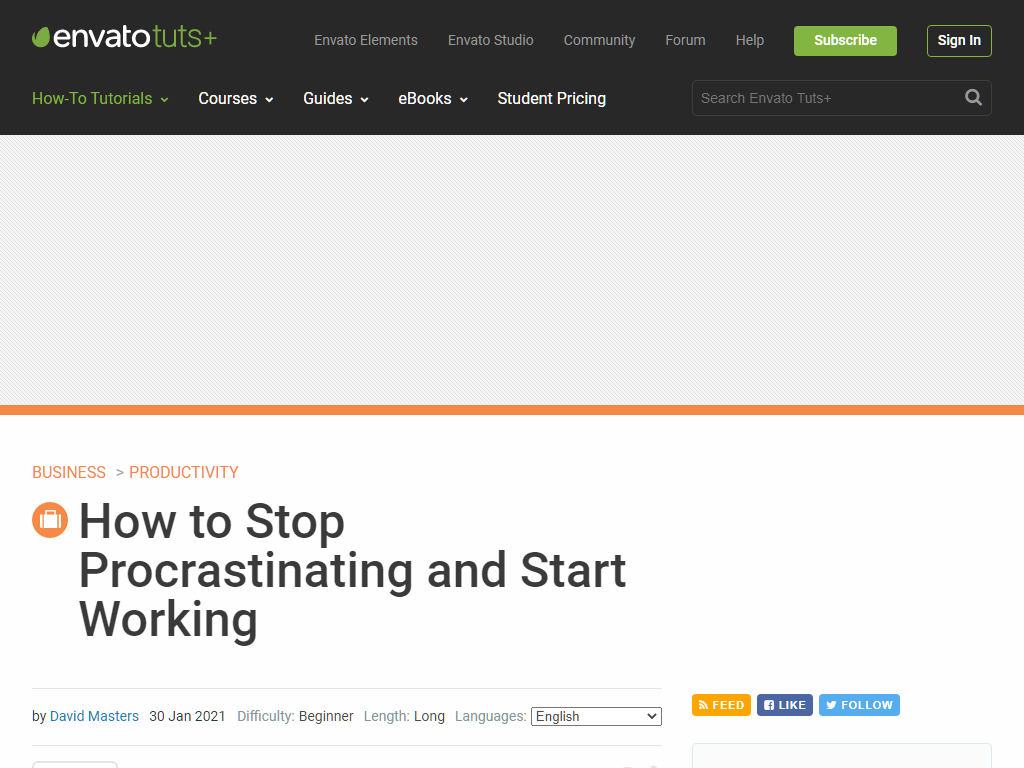 envatotuts+
Envato Elements Envato Studio Community Forum Help Subscribe Sign In
How-To Tutorials Courses Guides eBooks Student Pricing Search Envato Tuts+
BUSINESS > PRODUCTIVITY
How to Stop
Procrastinating and Start
Working
by David Masters 30 Jan 2021 Difficulty: Beginner Length: Long Languages: English
FEED LIKE FOLLOW